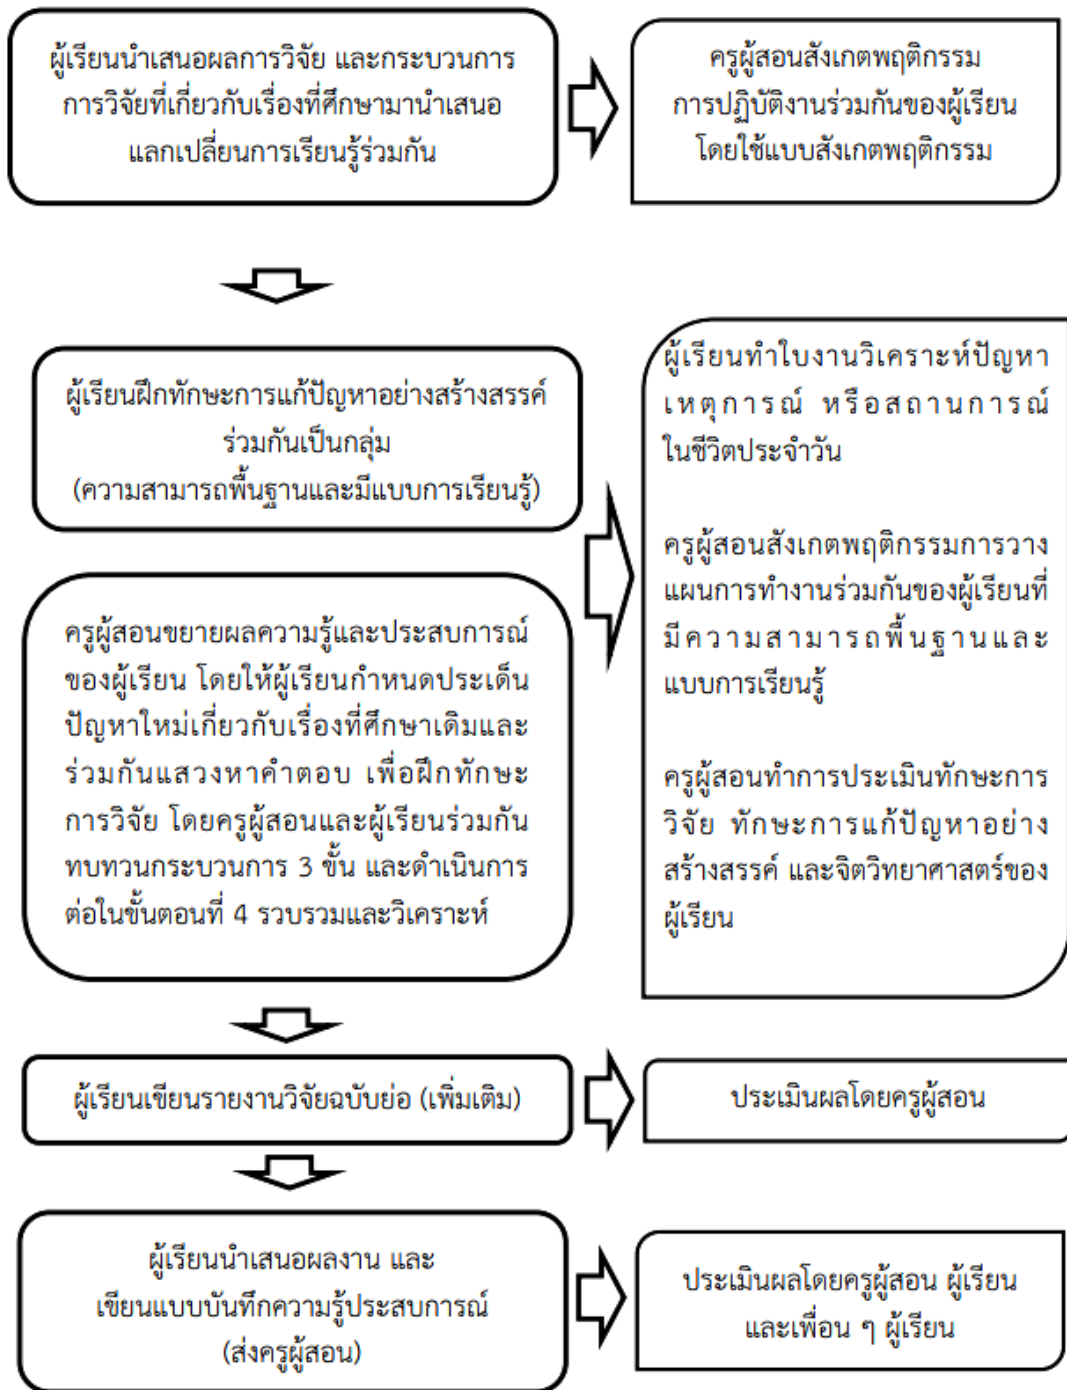 ผู้เรียนนำเสนอผลการวิจัย และกระบวนการ
การวิจัยที่เกี่ยวกับเรื่องที่ศึกษามานำเสนอ
แลกเปลี่ยนการเรียนรู้ร่วมกัน
ครูผู้สอนสังเกตพฤติกรรม
การปฏิบัติงานร่วมกันของผู้เรียน
โดยใช้แบบสังเกตพฤติกรรม
ผู้เรียนฝึกทักษะการแก้ปัญหาอย่างสร้างสรรค์
ร่วมกันเป็นกลุ่ม
(ความสามารถพื้นฐานและมีแบบการเรียนรู้)
ครูผู้สอนขยายผลความรู้และประสบการณ์
ของผู้เรียน โดยให้ผู้เรียนกำหนดประเด็น
ปัญหาใหม่เกี่ยวกับเรื่องที่ศึกษาเดิมและ
ร่วมกันแสวงหาคำตอบ เพื่อฝึกทักษะ
การวิจัย โดยครูผู้สอนและผู้เรียนร่วมกัน
ทบทวนกระบวนการ 3 ขั้น และดำเนินการ
ต่อในขั้นตอนที่ 4 รวบรวมและวิเคราะห์
ผู้เรียนทำใบงานวิเคราะห์ปัญหา
เหตุการณ์ หรือสถานการณ์
ในชีวิตประจำวัน
ครูผู้สอนสังเกตพฤติกรรมการวาง
แผนการทำงานร่วมกันของผู้เรียนที่
มีความสามารถพื้นฐานและ
แบบการเรียนรู้
ครูผู้สอนทำการประเมินทักษะการ
วิจัย ทักษะการแก้ปัญหาอย่าง
สร้างสรรค์ และจิตวิทยาศาสตร์ของ
ผู้เรียน
ผู้เรียนเขียนรายงานวิจัยฉบับย่อ (เพิ่มเติม)
ประเมินผลโดยครูผู้สอน
ผู้เรียนนำเสนอผลงาน และ
เขียนแบบบันทึกความรู้ประสบการณ์
(ส่งครูผู้สอน)
ประเมินผลโดยครูผู้สอน ผู้เรียน
และเพื่อน ๆ ผู้เรียน